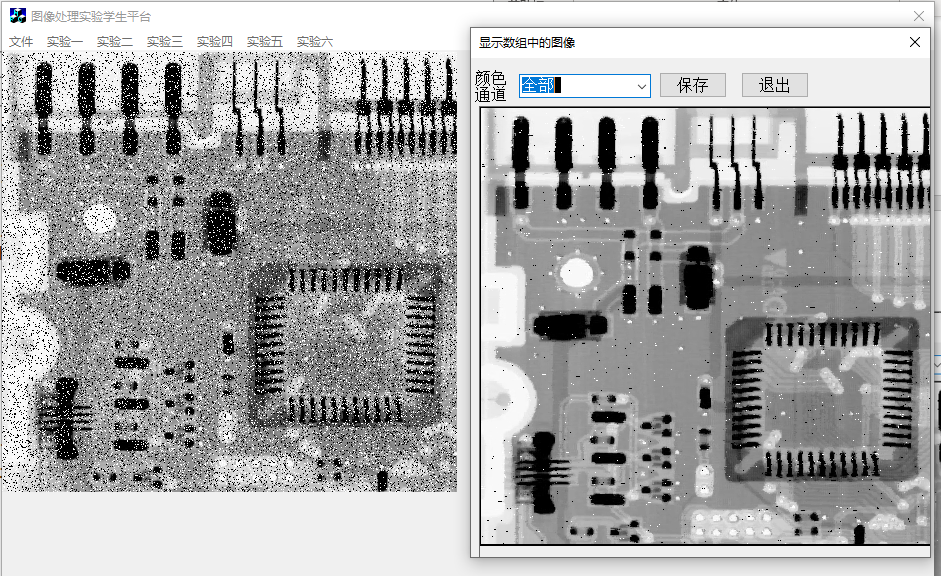 图像处理实验学生平台
文件 实验一 实验二 实验三 实验四 实验五 实验六
显示数组中的图像
颜色
通道
全部
保存
退出